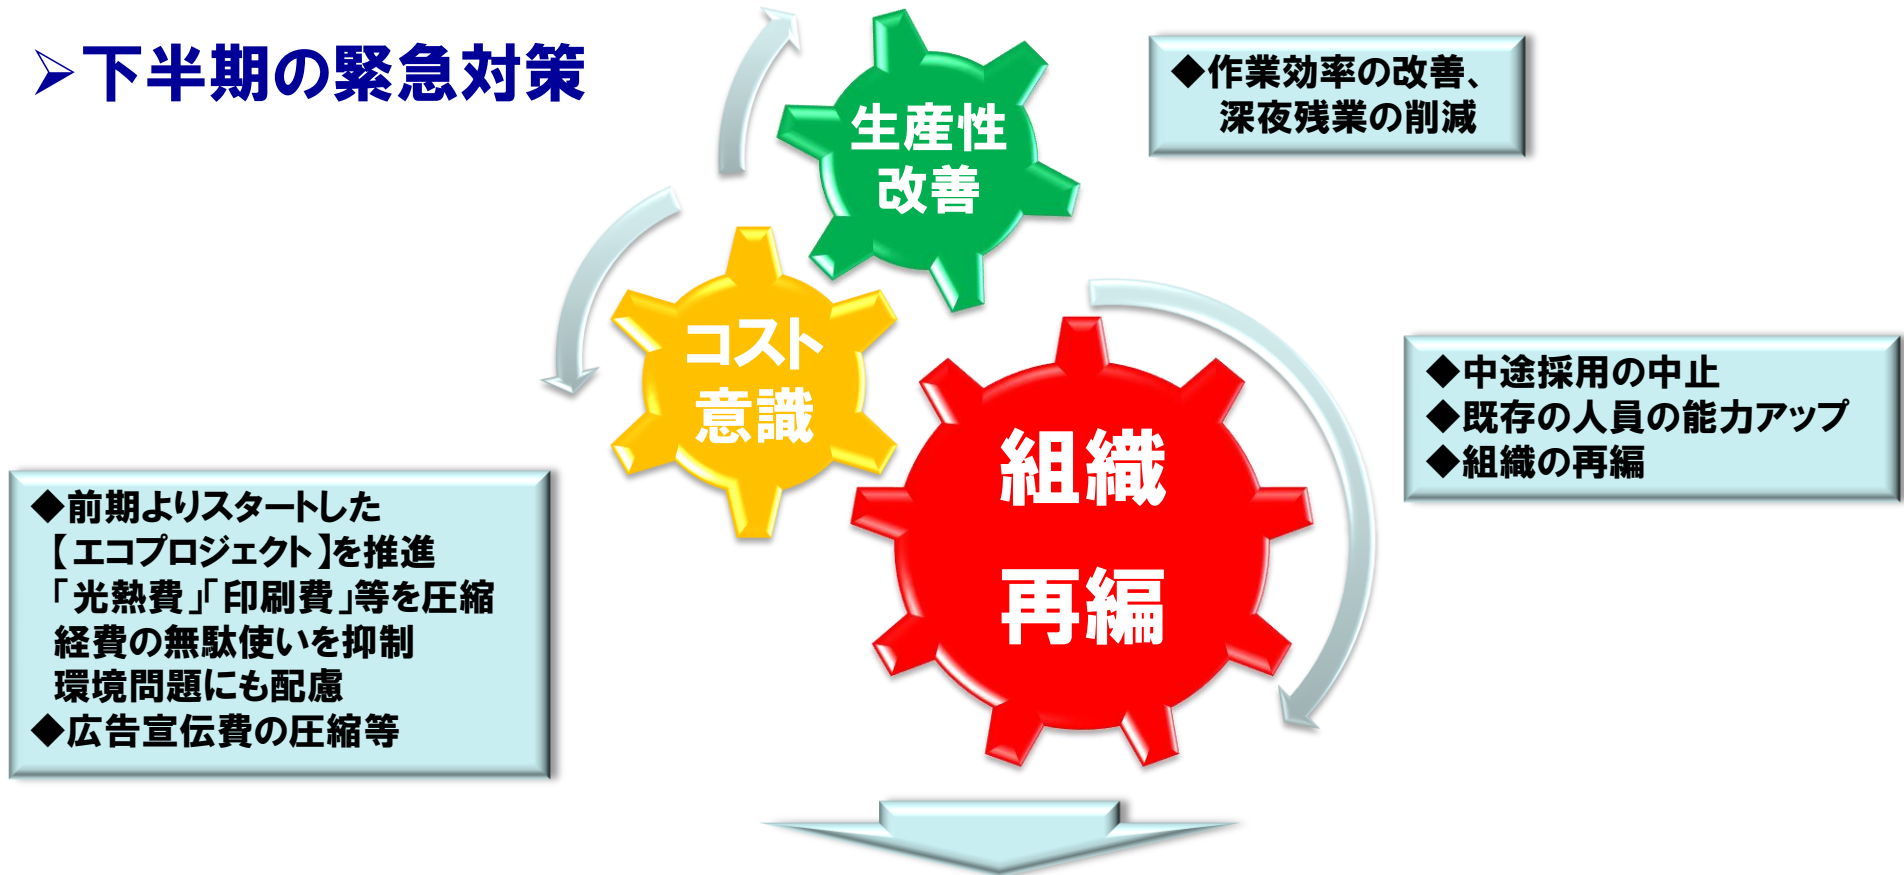 ➢下半期の緊急対策
生産性
改善
◆作業効率の改善、
深夜残業の削減
コスト
意識
組織
再編
◆中途採用の中止
◆既存の人員の能力アップ
◆組織の再編
◆前期よりスタートした
【エコプロジェクト】を推進
「光熱費」「印刷費」等を圧縮
経費の無駄使いを抑制
環境問題にも配慮
◆広告宣伝費の圧縮等